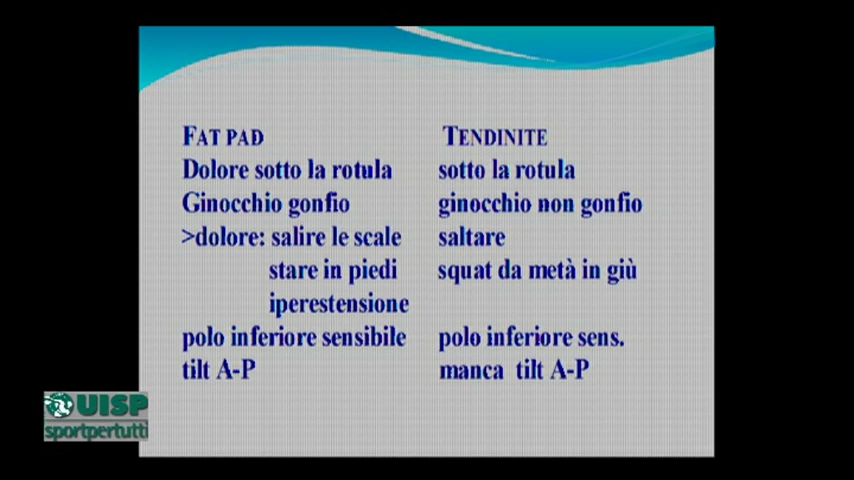 FAT PAD TENDINITE
Dolore sotto la rotula sotto la rotula
Ginocchio gonfio ginocchio non gonfio
>dolore: salire le scale saltare
stare in piedi squat da metà in giù
iperestensione
polo inferiore sensibile polo inferiore sens.
tilt A-P manca tilt A-P
UISP
sportpertutti